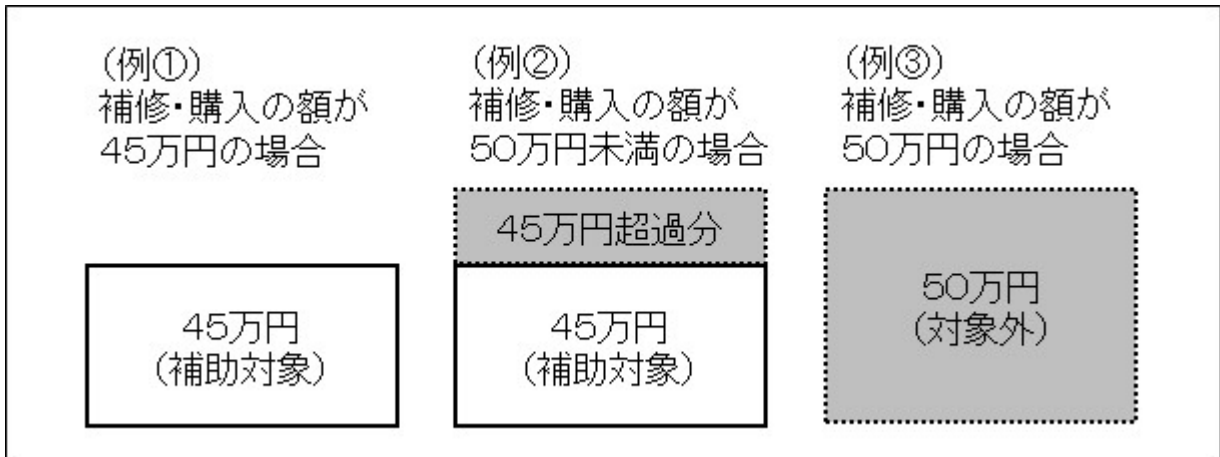 (例①)
補修・購入の額が
45万円の場合
45万円
(補助対象)
(例②)
補修・購入の額が
50万円未満の場合
45万円超過分
45万円
(補助対象)
(例③)
補修・購入の額が
50万円の場合
50万円
(対象外)